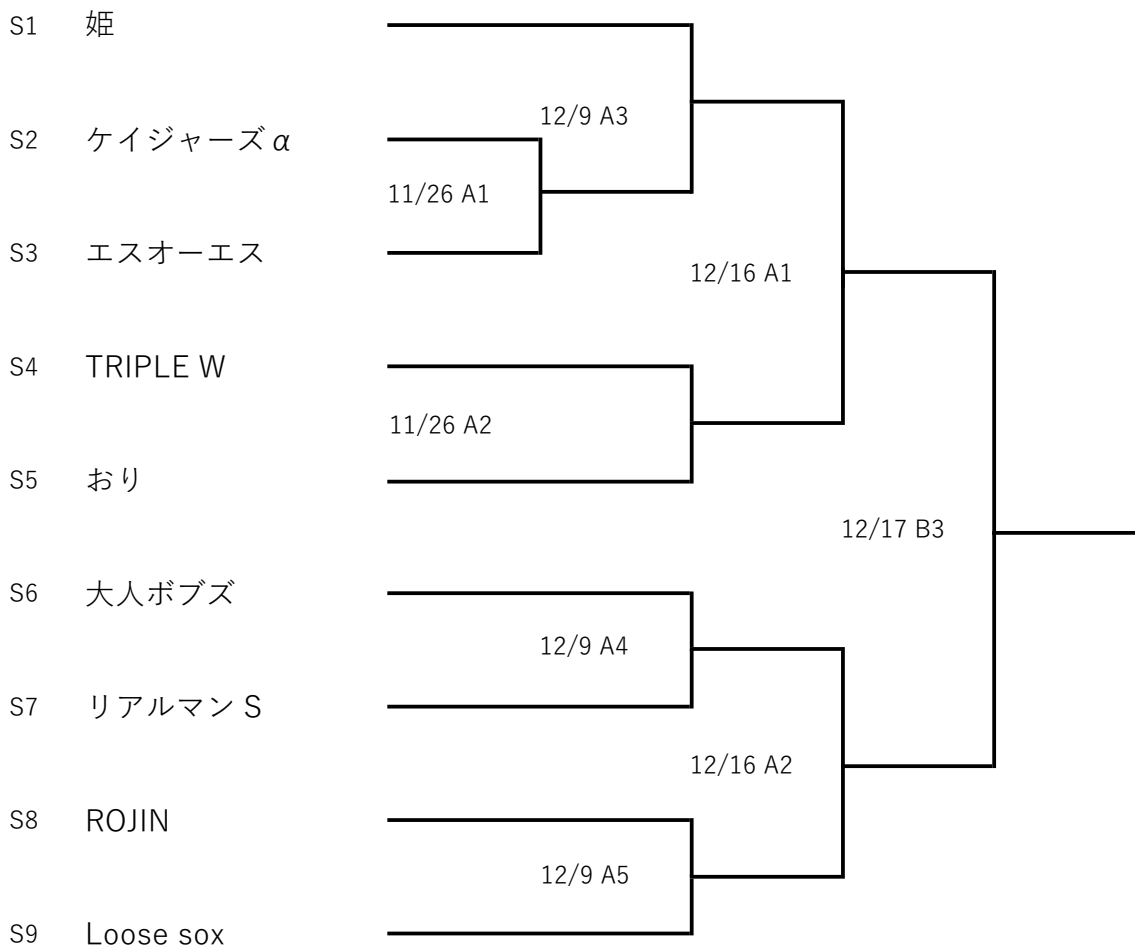 S1 姫
12/9 A3
S2 ケイジャーズα
11/26 A1
S3 エスオーエス
12/16 A1
S4 TRIPLE W
11/26 A2
S5 おり
12/17 B3
S6 大人ボブズ
12/9 A4
S7 リアルマン S
12/16 A2
S8 ROJIN
12/9 A5
S9 Loose sox